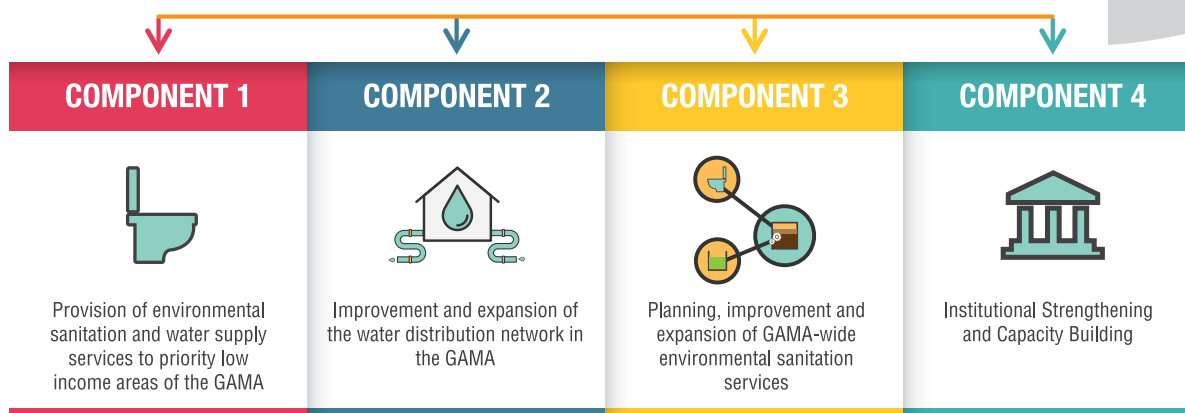 COMPONENT 1
Provision of environmental
sanitation and water supply
services to priority low
income areas of the GAMA
COMPONENT 2
Improvement and expansion of
the water distribution network in
the GAMA
COMPONENT 3
Planning, improvement and
expansion of GAMA-wide
environmental sanitation
services
COMPONENT 4
Institutional Strengthening
and Capacity Building